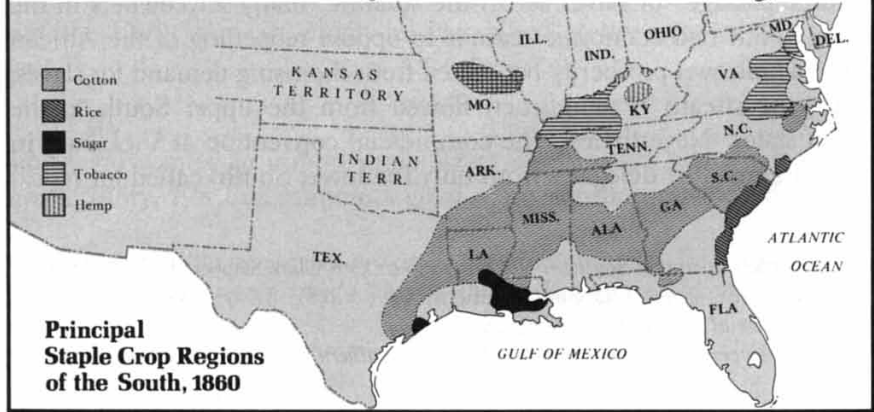 Cotton
Rice
Sugar
Tobacco
Hemp
KANSAS
TERRITORY
INDIAN
TERR.
TEX.
ILL.
IND.
OHIO
MD.
DEL.
MO.
KY
VA
ARK.
TENN.
N.C.
S.C.
MISS.
ALA
GA
LA
FLA
ATLANTIC
OCEAN
GULF OF MEXICO
Principal
Staple Crop Regions
of the South, 1860